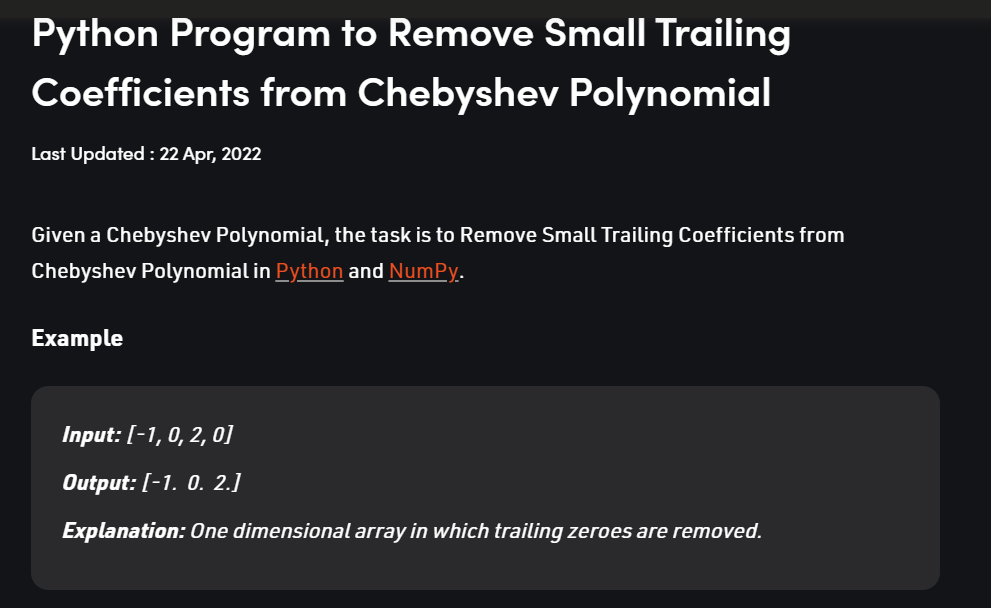 Python Program to Remove Small Trailing
Coefficients from Chebyshev Polynomial
Last Updated : 22 Apr, 2022
Given a Chebyshev Polynomial, the task is to Remove Small Trailing Coefficients from
Chebyshev Polynomial in Python and NumPy.
Example
Input: [-1, 0, 2, 0]
Output: [-1.  0.  2.]
Explanation: One dimensional array in which trailing zeroes are removed.